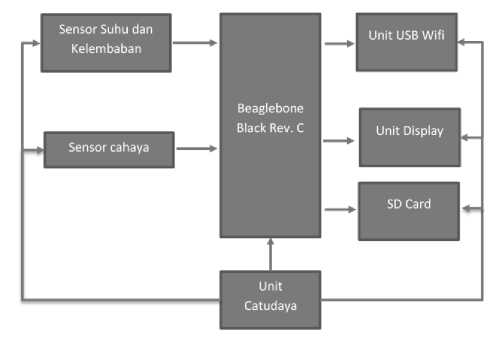 Sensor Suhu dan
Kelembaban
Unit USB Wifi
Beaglebone
Black Rev. C
Sensor cahaya
Unit Display
SD Card
Unit
Catudaya